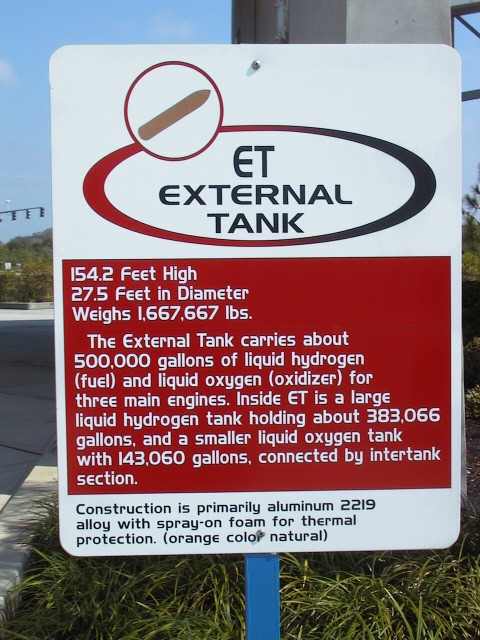 ET
EXTERNAL
TANK
154.2 Feet High
27.5 Feet in Diameter
Weighs 1,667,667 lbs.
The External Tank carries about
500,000 gallons of liquid hydrogen
(fuel) and liquid oxygen (oxidizer) for
three main engines. Inside ET is a large
liquid hydrogen tank holding about 383,066
gallons, and a smaller liquid oxygen tank
with 143,060 gallons, connected by intertank
section.
Construction is primarily aluminum 2219
alloy with spray-on foam for thermal
protection. (orange color natural)